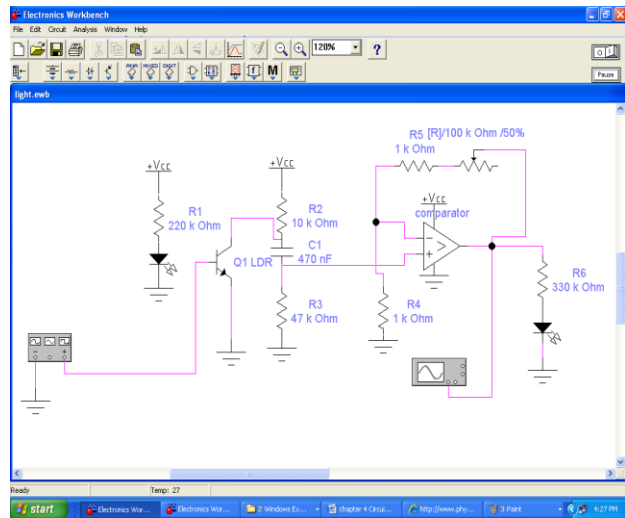 Electronics Workbench
File Edit Circuit Analysis Window Help
120%
?
Pause
light.ewb
R5 [R]/100 k Ohm /50%
1 k Ohm
+Vcc
+Vcc
+Vcc
comparator
R1
220 k Ohm
R2
10 k Ohm
C1
470 nF
Q1 LDR
R3
47 k Ohm
R4
1 k Ohm
R6
330 k Ohm
Ready
Temp: 27
start
Electronics Wor...
Electronics Wor...
2 Windows Ex...
chapter 4 Circui...
http://www.phy...
3 Paint
4:27 PM